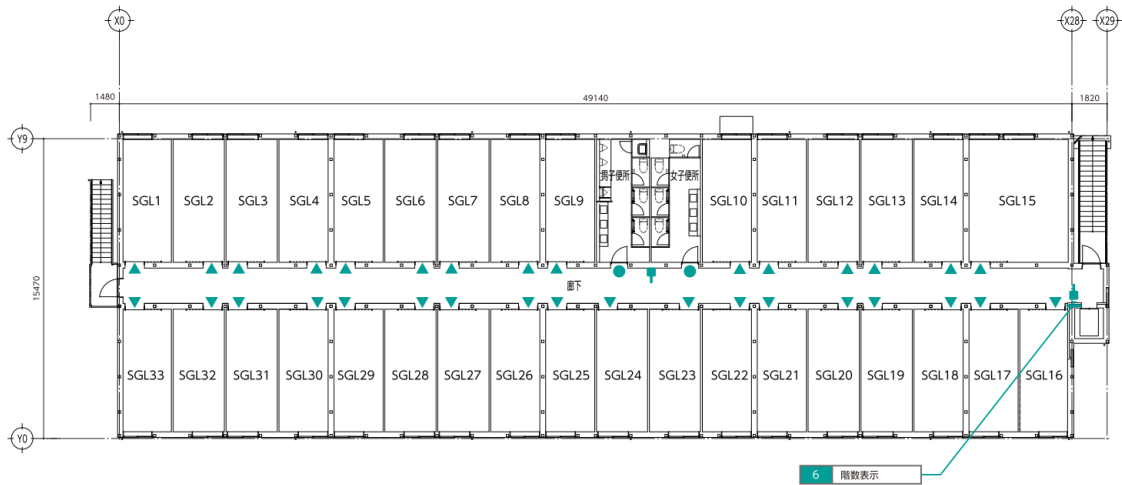 X0
X28
X29
1480
49140
1820
Y9
男子便所
女子便所
SGL1
SGL2
SGL3
SGL4
SGL5
SGL6
SGL7
SGL8
SGL9
SGL10
SGL11
SGL12
SGL13
SGL14
SGL15
15470
廊下
SGL33
SGL32
SGL31
SGL30
SGL29
SGL28
SGL27
SGL26
SGL25
SGL24
SGL23
SGL22
SGL21
SGL20
SGL19
SGL18
SGL17
SGL16
Y0
6 階数表示